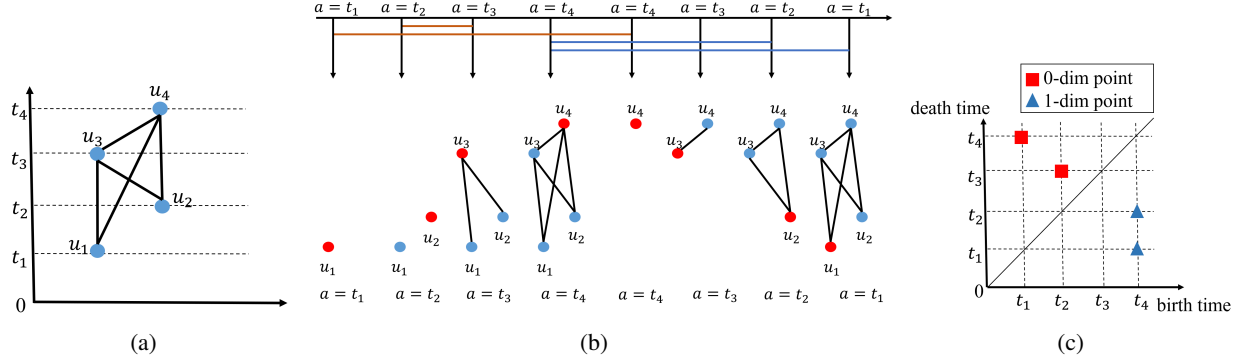 a = t₁ a = t₂ a = t₃ a = t₄ a = t₄ a = t₃ a = t₂ a = t₁
t₄
t₃
t₂
t₁
0
u₄
u₃
u₂
u₁
(a)
u₄ u₄ u₄ u₄ u₄
u₃ u₃ u₃ u₃ u₃
u₂ u₂ u₂ u₂ u₂
u₁ u₁ u₁ u₁ u₁
a = t₁ a = t₂ a = t₃ a = t₄ a = t₄ a = t₃ a = t₂ a = t₁
(b)
0-dim point
1-dim point
death time
t₄
t₃
t₂
t₁
0
t₁ t₂ t₃ t₄ birth time
(c)